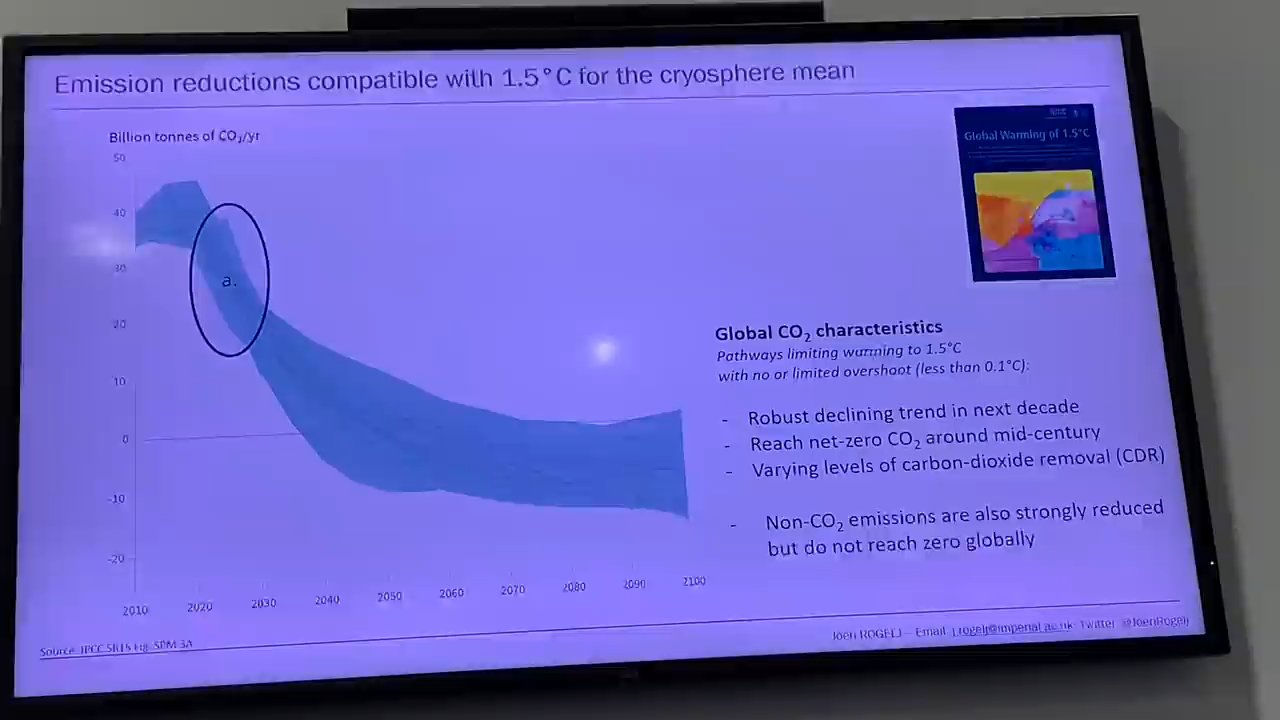 Emission reductions compatible with 1.5°C for the cryosphere mean
Billion tonnes of CO₂/yr
50
40
30
20
10
0
-10
-20
2010 2020 2030 2040 2050 2060 2070 2080 2090 2100
a.
Global Warming of 1.5°C
Global CO₂ characteristics
Pathways limiting warming to 1.5°C
with no or limited overshoot (less than 0.1°C):
- Robust declining trend in next decade
- Reach net-zero CO₂ around mid-century
- Varying levels of carbon-dioxide removal (CDR)
- Non-CO₂ emissions are also strongly reduced
but do not reach zero globally
Source: IPCC SR15 Fig. SPM 3A
Joeri ROGELJ – Email: j.rogelj@imperial.ac.uk; Twitter: @JoeriRogelj